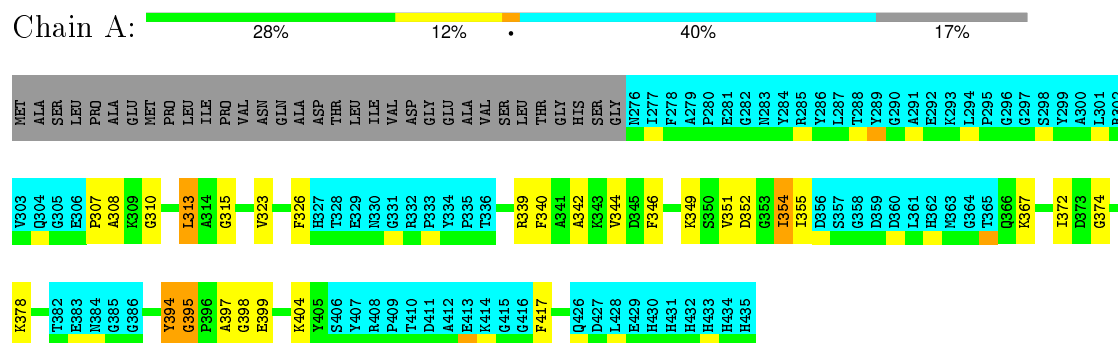 Chain A:
28% 12% • 40% 17%
MET ALA SER LEU PRO ALA GLU MET PRO LEU ILE PRO VAL ASN GLN ALA ASP THR LEU ILE VAL ASP GLY GLU ALA VAL SER LEU THR GLY HIS SER GLY N276 I277 F278 A279 P280 E281 G282 N283 Y284 R285 Y286 L287 T288 Y289 G290 A291 E292 K293 L294 P295 G296 G297 S298 Y299 A300 L301 R302
V303 Q304 G305 E306 P307 A308 K309 G310 L313 A314 G315 V323 F326 H327 T328 E329 N330 G331 R332 P333 Y334 P335 T336 R339 F340 A341 A342 K343 V344 D345 F346 K349 S350 V351 D352 G353 I354 I355 D356 S357 G358 D359 D360 L361 H362 M363 G364 T365 Q366 K367 I372 D373 G374
K378 T382 E383 N384 G385 G386 Y394 G395 P396 A397 G398 E399 K404 Y405 S406 Y407 R408 P409 T410 D411 A412 E413 K414 G415 G416 F417 Q426 D427 L428 E429 H430 H431 H432 H433 H434 H435